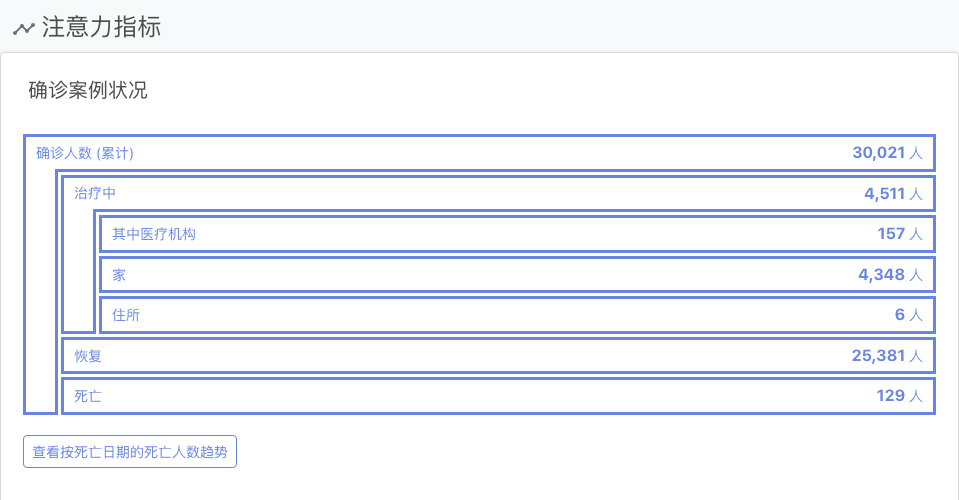 注意力指标
确诊案例状况
确诊人数 (累计) 30,021 人
治疗中 4,511 人
其中医疗机构 157 人
家 4,348 人
住所 6 人
恢复 25,381 人
死亡 129 人
查看按死亡日期的死亡人数趋势